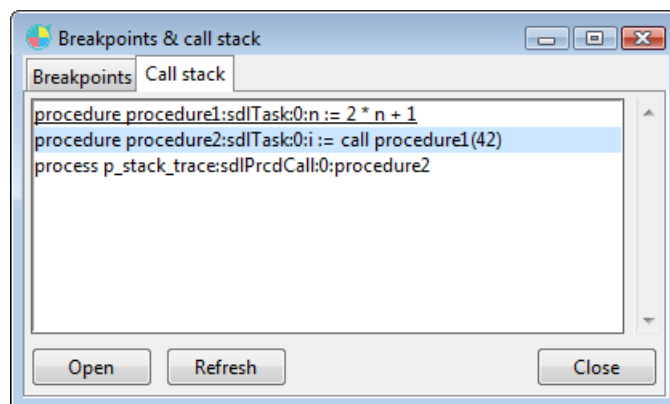 Breakpoints & call stack
Breakpoints Call stack
procedure procedure1:sdlTask:0:n := 2 * n + 1
procedure procedure2:sdlTask:0:i := call procedure1(42)
process p_stack_trace:sdlPrcdCall:0:procedure2
Open Refresh Close